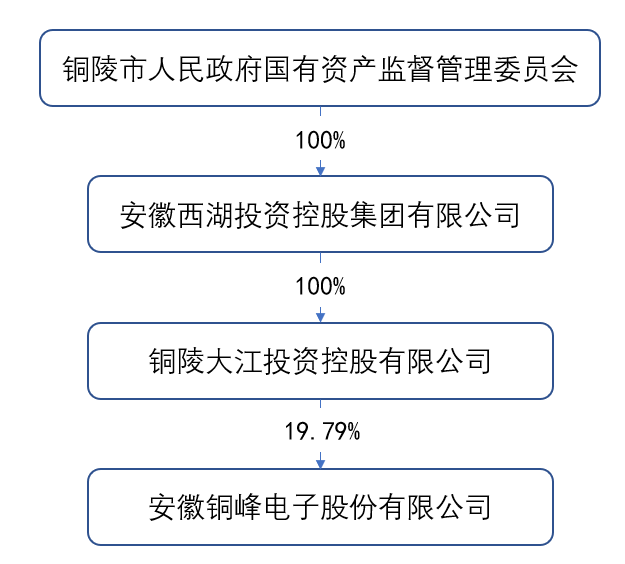 铜陵市人民政府国有资产监督管理委员会
100%
安徽西湖投资控股集团有限公司
100%
铜陵大江投资控股有限公司
19.79%
安徽铜峰电子股份有限公司